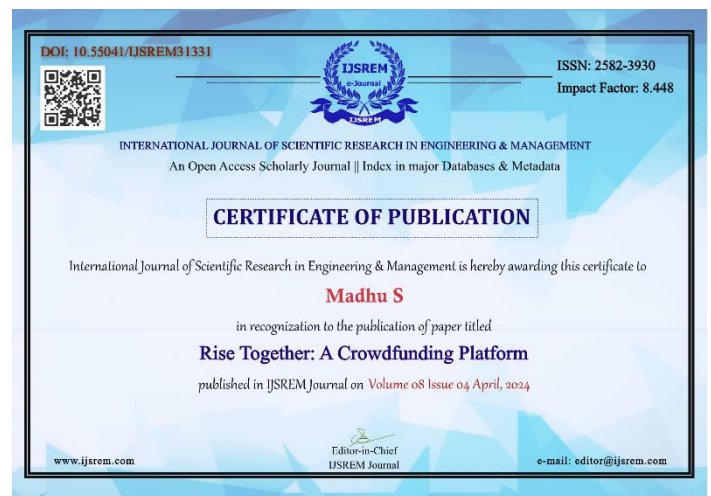 DOI: 10.55041/IJSREM31331
IJSREM
e-Journal
IJSREM
ISSN: 2582-3930
Impact Factor: 8.448
INTERNATIONAL JOURNAL OF SCIENTIFIC RESEARCH IN ENGINEERING & MANAGEMENT
An Open Access Scholarly Journal || Index in major Databases & Metadata
CERTIFICATE OF PUBLICATION
International Journal of Scientific Research in Engineering & Management is hereby awarding this certificate to
Madhu S
in recognization to the publication of paper titled
Rise Together: A Crowdfunding Platform
published in IJSREM Journal on Volume 08 Issue 04 April, 2024
Editor-in-Chief
IJSREM Journal
www.ijsrem.com
e-mail: editor@ijsrem.com